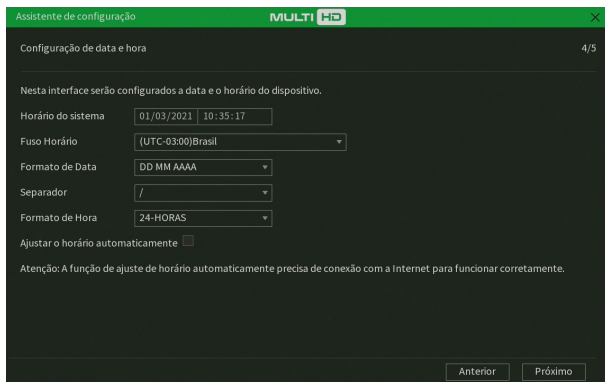 Assistente de configuração
MULTI HD
Configuração de data e hora
4/5
Nesta interface serão configurados a data e o horário do dispositivo.
Horário do sistema 01/03/2021 10:35:17
Fuso Horário (UTC-03:00)Brasil
Formato de Data DD MM AAAA
Separador /
Formato de Hora 24-HORAS
Ajustar o horário automaticamente
Atenção: A função de ajuste de horário automaticamente precisa de conexão com a Internet para funcionar corretamente.
Anterior Próximo